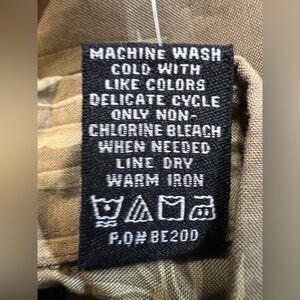 MACHINE WASH
COLD WITH
LIKE COLORS
DELICATE CYCLE
ONLY NON-
CHLORINE BLEACH
WHEN NEEDED
LINE DRY
WARM IRON
P.O# BE200